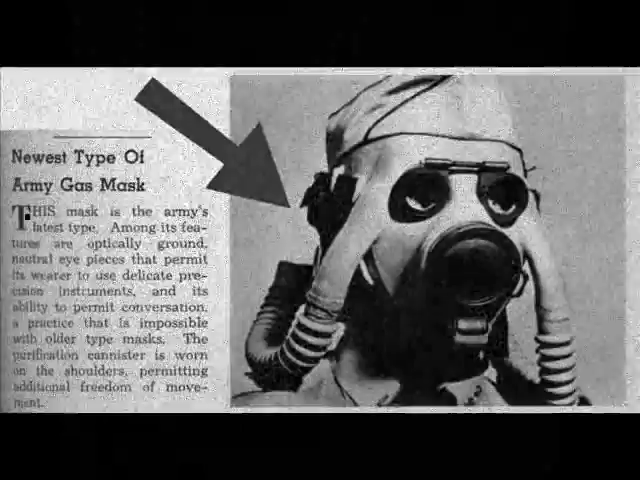 Newest Type Of
Army Gas Mask
THIS mask is the army's
latest type. Among its fea-
tures are optically ground,
neutral eye pieces that permit
its wearer to use delicate pre-
cision instruments, and its
ability to permit conversation,
a practice that is impossible
with older type masks. The
purification cannister is worn
on the shoulders, permitting
additional freedom of move-
ment.